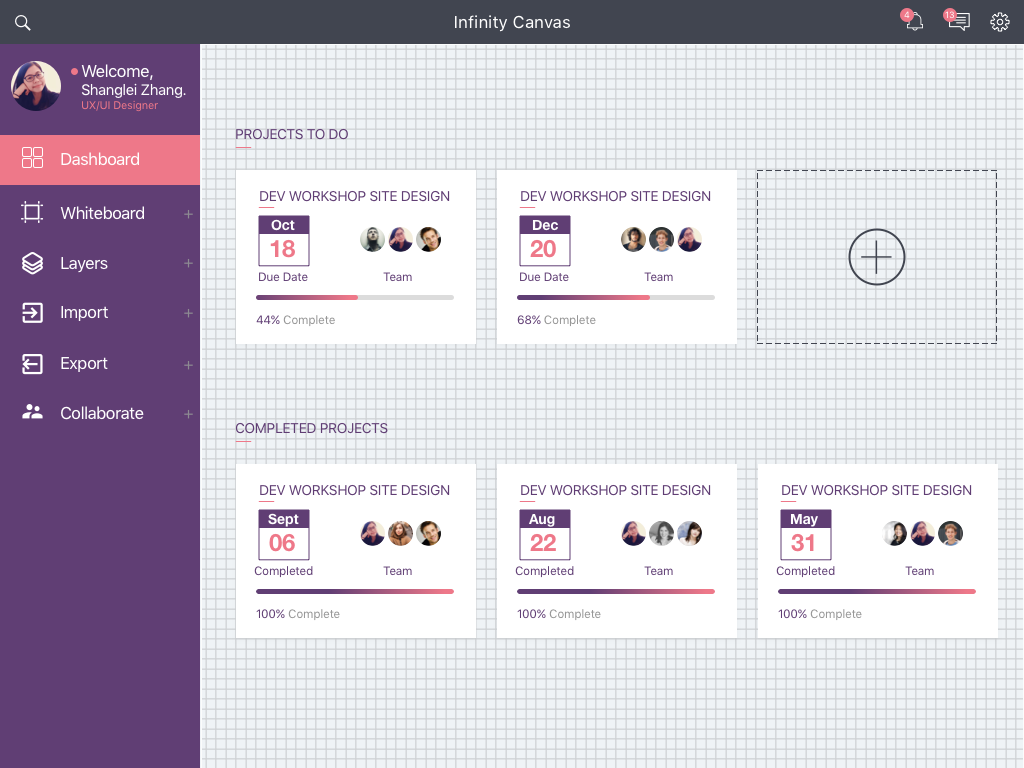 Infinity Canvas
4
13
Welcome,
Shanglei Zhang.
UX/UI Designer
Dashboard
Whiteboard +
Layers +
Import +
Export +
Collaborate +
PROJECTS TO DO
DEV WORKSHOP SITE DESIGN
Oct
18
Due Date
Team
44% Complete
DEV WORKSHOP SITE DESIGN
Dec
20
Due Date
Team
68% Complete
COMPLETED PROJECTS
DEV WORKSHOP SITE DESIGN
Sept
06
Completed
Team
100% Complete
DEV WORKSHOP SITE DESIGN
Aug
22
Completed
Team
100% Complete
DEV WORKSHOP SITE DESIGN
May
31
Completed
Team
100% Complete